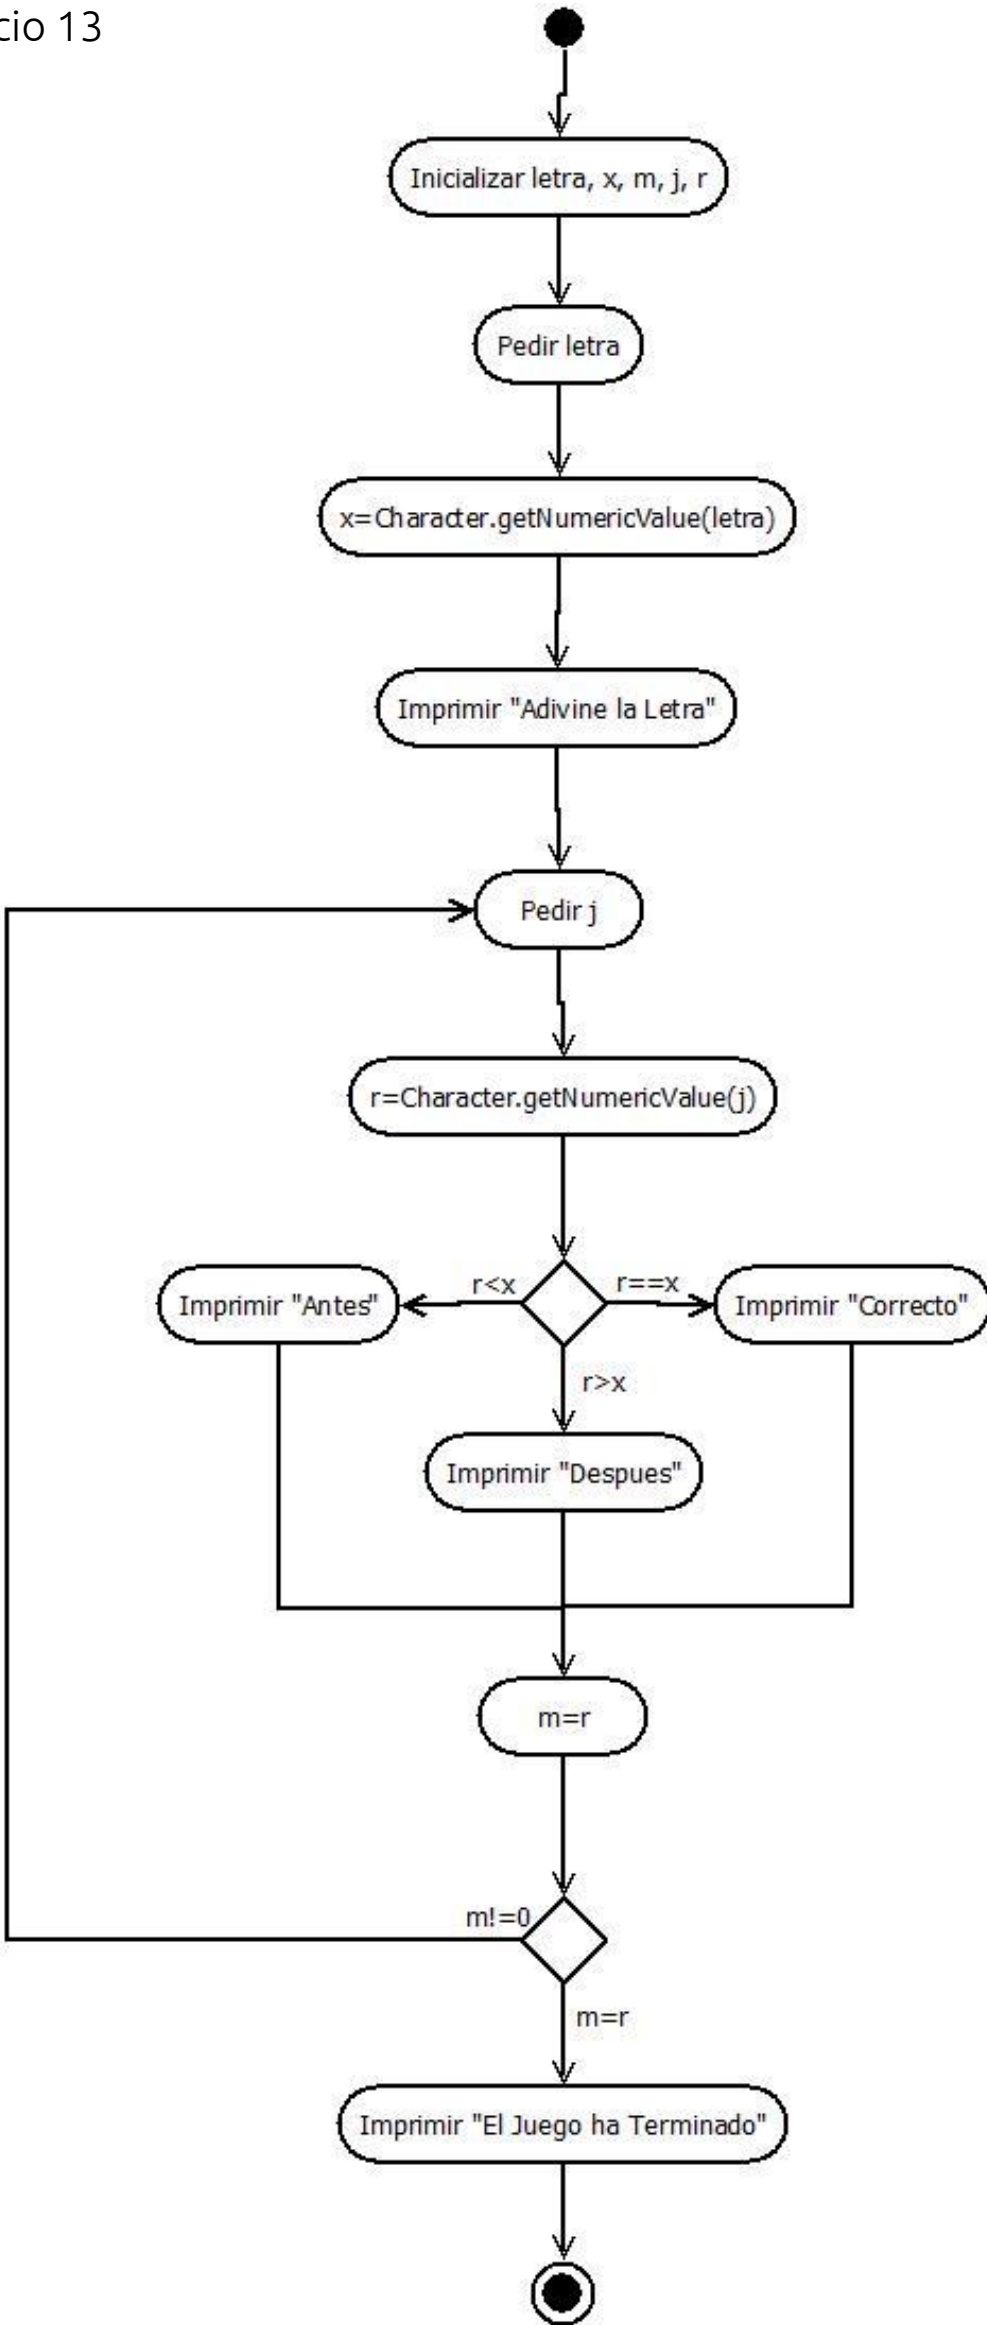 cio 13
Inicializar letra, x, m, j, r
Pedir letra
x=Character.getNumericValue(letra)
Imprimir "Adivine la Letra"
Pedir j
r=Character.getNumericValue(j)
r<x
r==x
Imprimir "Antes"
Imprimir "Correcto"
r>x
Imprimir "Despues"
m=r
m!=0
m=r
Imprimir "El Juego ha Terminado"